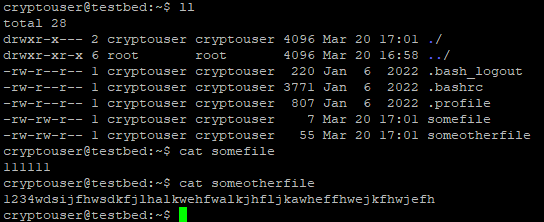 cryptouser@testbed:~$ ll
total 28
drwxr-x--- 2 cryptouser cryptouser 4096 Mar 20 17:01 ./
drwxr-xr-x 6 root       root       4096 Mar 20 16:58 ../
-rw-r--r-- 1 cryptouser cryptouser  220 Jan  6  2022 .bash_logout
-rw-r--r-- 1 cryptouser cryptouser 3771 Jan  6  2022 .bashrc
-rw-r--r-- 1 cryptouser cryptouser  807 Jan  6  2022 .profile
-rw-rw-r-- 1 cryptouser cryptouser    7 Mar 20 17:01 somefile
-rw-rw-r-- 1 cryptouser cryptouser   55 Mar 20 17:01 someotherfile
cryptouser@testbed:~$ cat somefile
llllll
cryptouser@testbed:~$ cat someotherfile
1234wdsijfhwsdkfjlhalkwehfwalkjhfljkawheffhwejkfhwjefh
cryptouser@testbed:~$